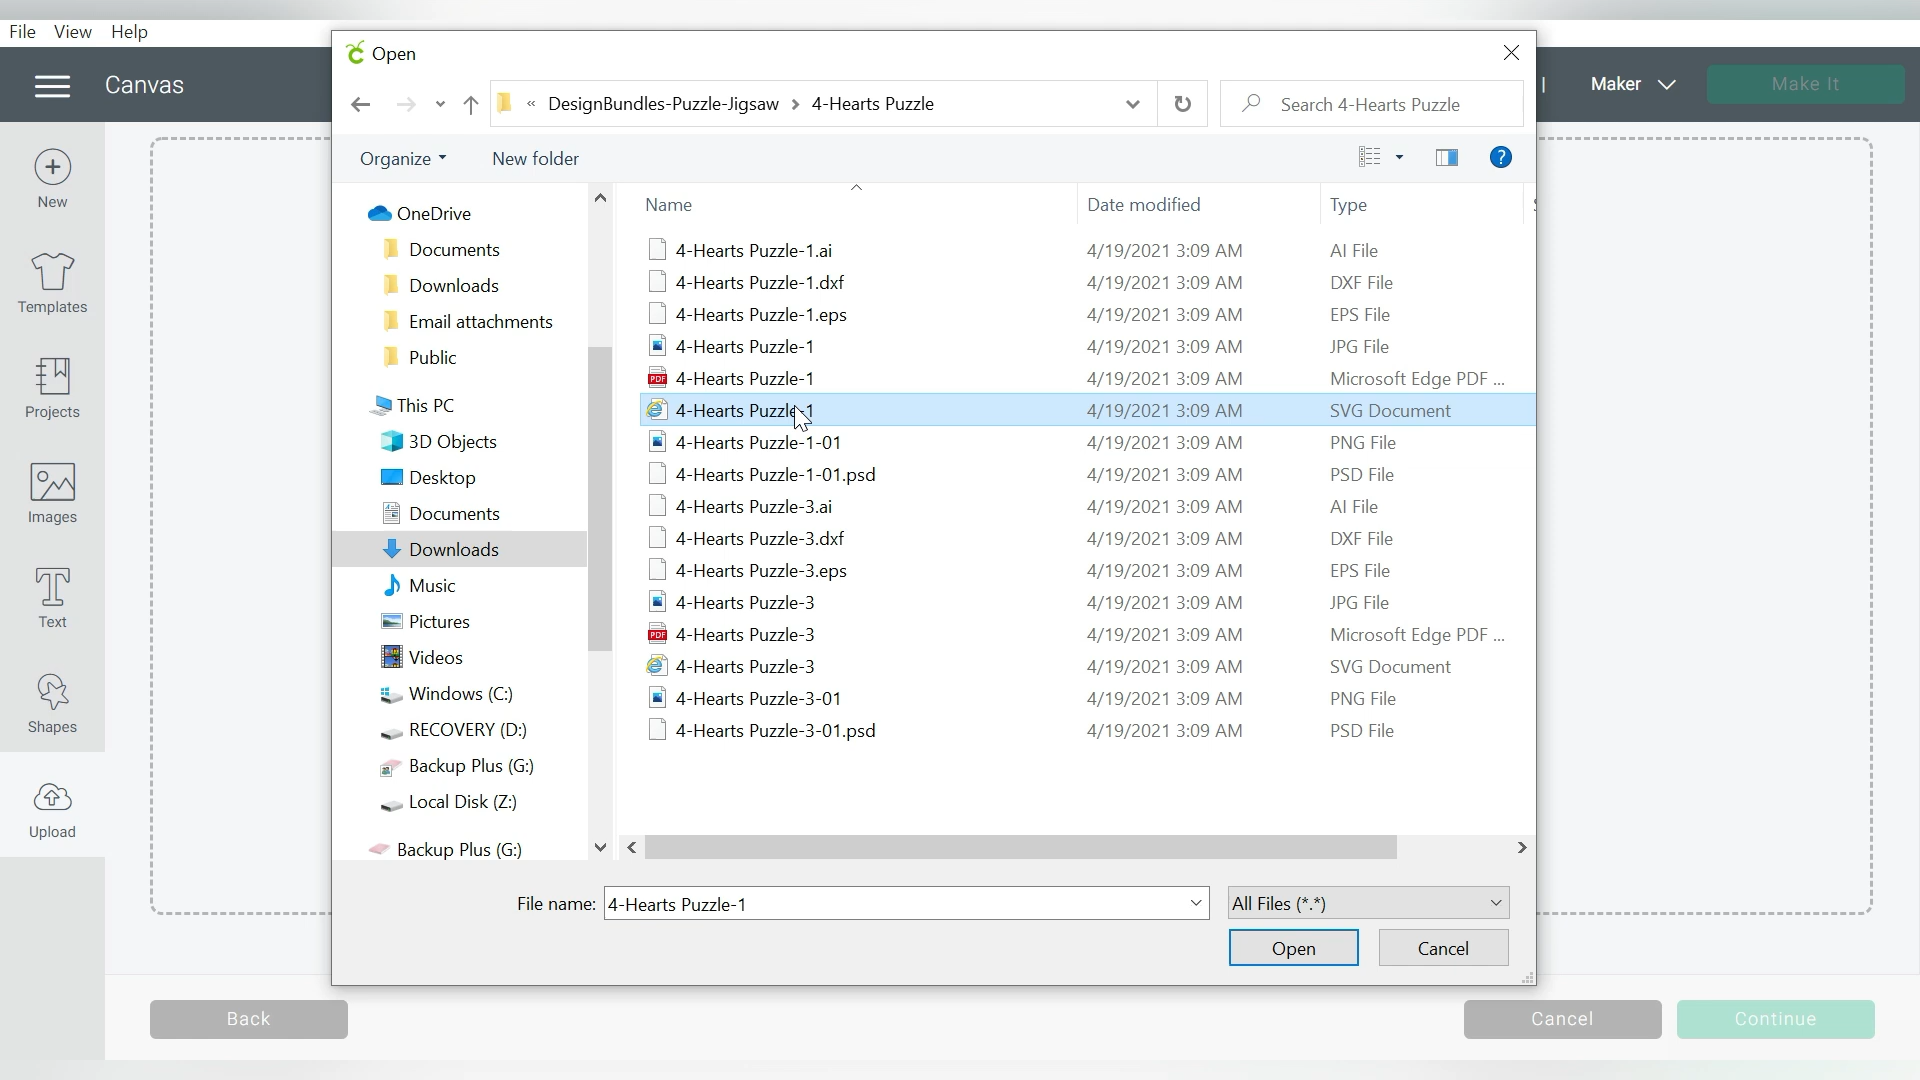 File View Help
Canvas
Maker
Make It
New
Templates
Projects
Images
Text
Shapes
Upload
Open
« DesignBundles-Puzzle-Jigsaw > 4-Hearts Puzzle
Search 4-Hearts Puzzle
Organize
New folder
OneDrive
Documents
Downloads
Email attachments
Public
This PC
3D Objects
Desktop
Documents
Downloads
Music
Pictures
Videos
Windows (C:)
RECOVERY (D:)
Backup Plus (G:)
Local Disk (Z:)
Backup Plus (G:)
Name Date modified Type
4-Hearts Puzzle-1.ai 4/19/2021 3:09 AM AI File
4-Hearts Puzzle-1.dxf 4/19/2021 3:09 AM DXF File
4-Hearts Puzzle-1.eps 4/19/2021 3:09 AM EPS File
4-Hearts Puzzle-1 4/19/2021 3:09 AM JPG File
PDF 4-Hearts Puzzle-1 4/19/2021 3:09 AM Microsoft Edge PDF ...
4-Hearts Puzzle-1 4/19/2021 3:09 AM SVG Document
4-Hearts Puzzle-1-01 4/19/2021 3:09 AM PNG File
4-Hearts Puzzle-1-01.psd 4/19/2021 3:09 AM PSD File
4-Hearts Puzzle-3.ai 4/19/2021 3:09 AM AI File
4-Hearts Puzzle-3.dxf 4/19/2021 3:09 AM DXF File
4-Hearts Puzzle-3.eps 4/19/2021 3:09 AM EPS File
4-Hearts Puzzle-3 4/19/2021 3:09 AM JPG File
PDF 4-Hearts Puzzle-3 4/19/2021 3:09 AM Microsoft Edge PDF ...
4-Hearts Puzzle-3 4/19/2021 3:09 AM SVG Document
4-Hearts Puzzle-3-01 4/19/2021 3:09 AM PNG File
4-Hearts Puzzle-3-01.psd 4/19/2021 3:09 AM PSD File
File name: 4-Hearts Puzzle-1
All Files (*.*)
Open
Cancel
Back
Cancel
Continue